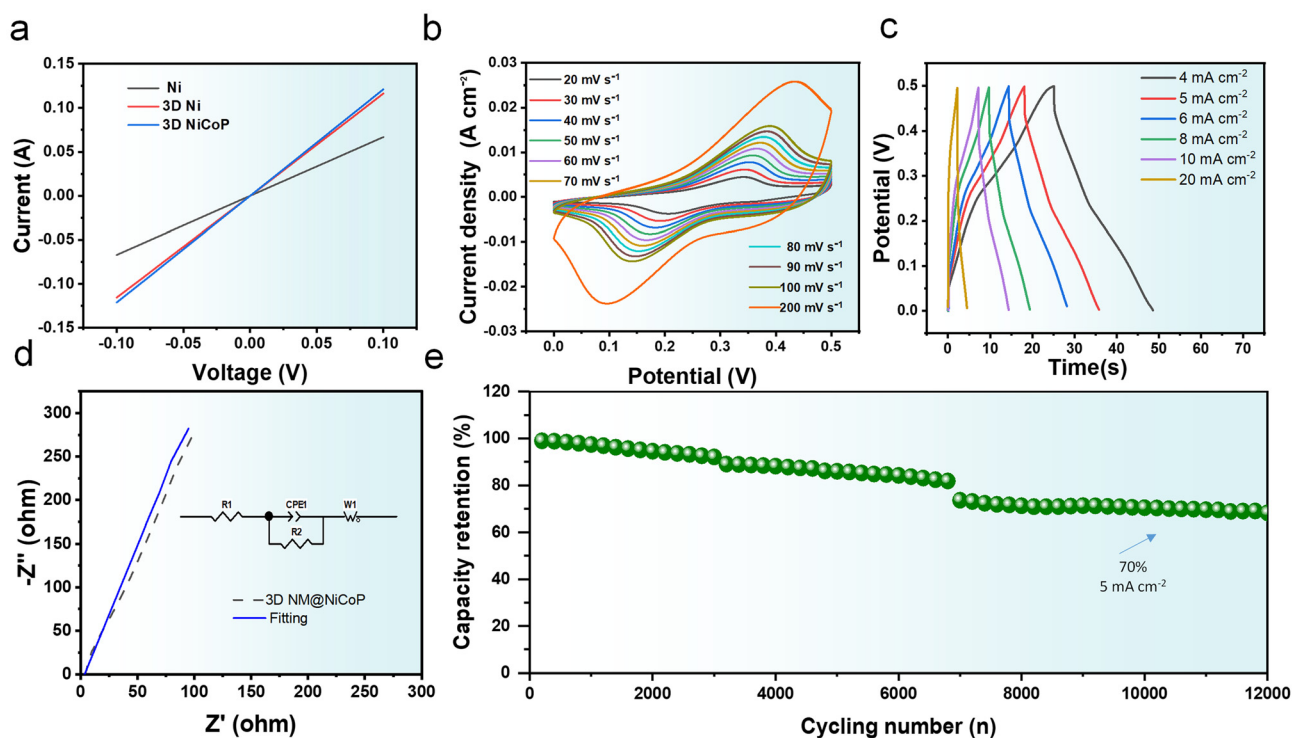 a
0.15
0.10
0.05
0.00
-0.05
-0.10
-0.15
Current (A)
Ni
3D Ni
3D NiCoP
-0.10
-0.05
0.00
0.05
0.10
Voltage (V)
b
0.03
0.02
0.01
0.00
-0.01
-0.02
-0.03
Current density (A cm⁻²)
20 mV s⁻¹
30 mV s⁻¹
40 mV s⁻¹
50 mV s⁻¹
60 mV s⁻¹
70 mV s⁻¹
80 mV s⁻¹
90 mV s⁻¹
100 mV s⁻¹
200 mV s⁻¹
0.0
0.1
0.2
0.3
0.4
0.5
Potential (V)
c
0.5
0.4
0.3
0.2
0.1
0.0
Potential (V)
4 mA cm⁻²
5 mA cm⁻²
6 mA cm⁻²
8 mA cm⁻²
10 mA cm⁻²
20 mA cm⁻²
0
10
20
30
40
50
60
70
Time(s)
d
300
250
200
150
100
50
0
-Z'' (ohm)
R1
CPE1
W1
R2
3D NM@NiCoP
Fitting
0
50
100
150
200
250
300
Z' (ohm)
e
120
100
80
60
40
20
0
Capacity retention (%)
70%
5 mA cm⁻²
0
2000
4000
6000
8000
10000
12000
Cycling number (n)